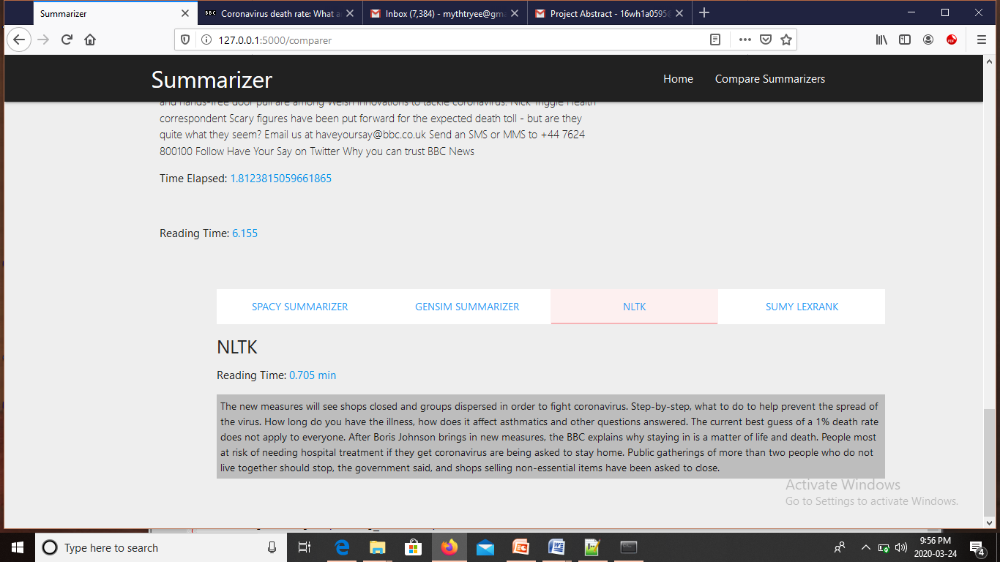 Summarizer
BBC Coronavirus death rate: What a
Inbox (7,384) - mythtryee@gma
Project Abstract - 16wh1a0595@
127.0.0.1:5000/comparer
PDF
Summarizer
Home
Compare Summarizers
and hands-free door pull are among Welsh innovations to tackle coronavirus. Nick Triggle Health
correspondent Scary figures have been put forward for the expected death toll - but are they
quite what they seem? Email us at haveyoursay@bbc.co.uk Send an SMS or MMS to +44 7624
800100 Follow Have Your Say on Twitter Why you can trust BBC News
Time Elapsed: 1.8123815059661865
Reading Time: 6.155
SPACY SUMMARIZER
GENSIM SUMMARIZER
NLTK
SUMY LEXRANK
NLTK
Reading Time: 0.705 min
The new measures will see shops closed and groups dispersed in order to fight coronavirus. Step-by-step, what to do to help prevent the spread of
the virus. How long do you have the illness, how does it affect asthmatics and other questions answered. The current best guess of a 1% death rate
does not apply to everyone. After Boris Johnson brings in new measures, the BBC explains why staying in is a matter of life and death. People most
at risk of needing hospital treatment if they get coronavirus are being asked to stay home. Public gatherings of more than two people who do not
live together should stop, the government said, and shops selling non-essential items have been asked to close.
Activate Windows
Go to Settings to activate Windows.
Type here to search
9:56 PM
2020-03-24
4